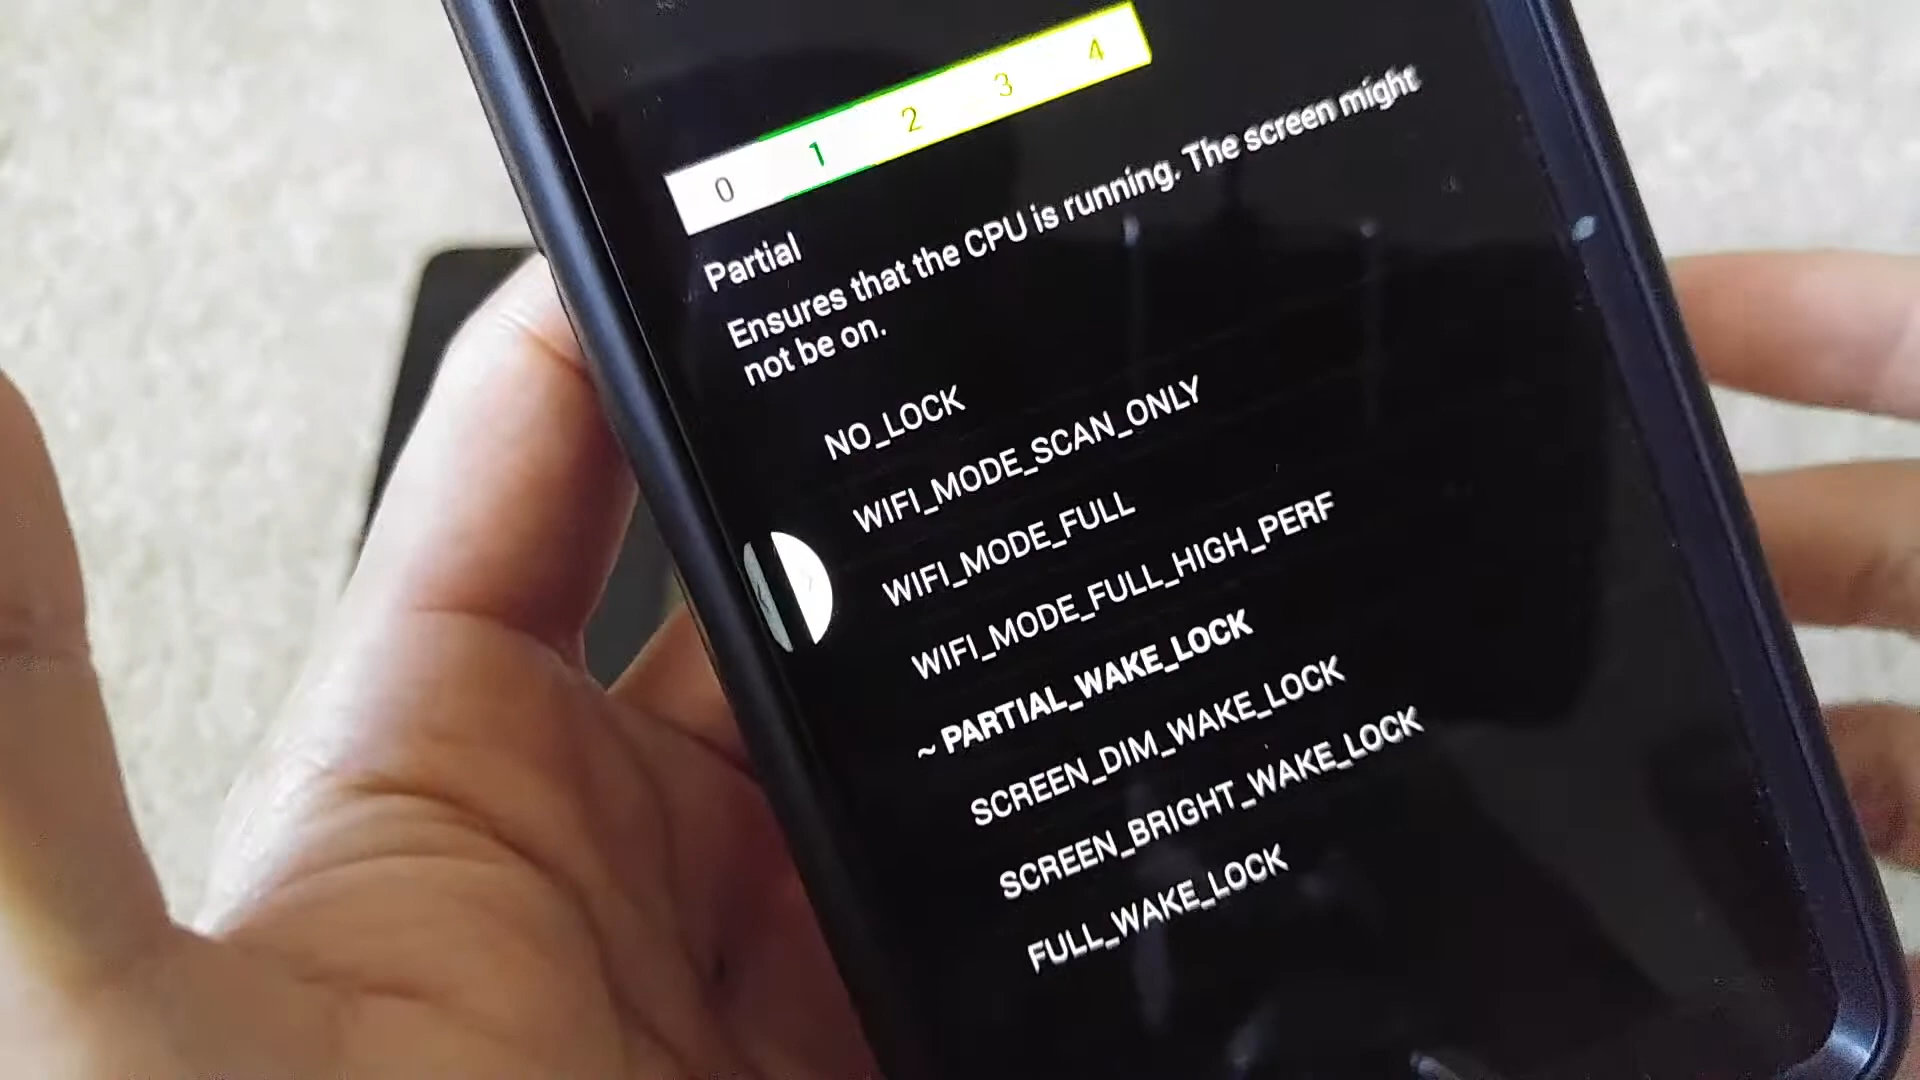 0 1 2 3 4
Partial
Ensures that the CPU is running. The screen might
not be on.
NO_LOCK
WIFI_MODE_SCAN_ONLY
WIFI_MODE_FULL
WIFI_MODE_FULL_HIGH_PERF
~ PARTIAL_WAKE_LOCK
SCREEN_DIM_WAKE_LOCK
SCREEN_BRIGHT_WAKE_LOCK
FULL_WAKE_LOCK